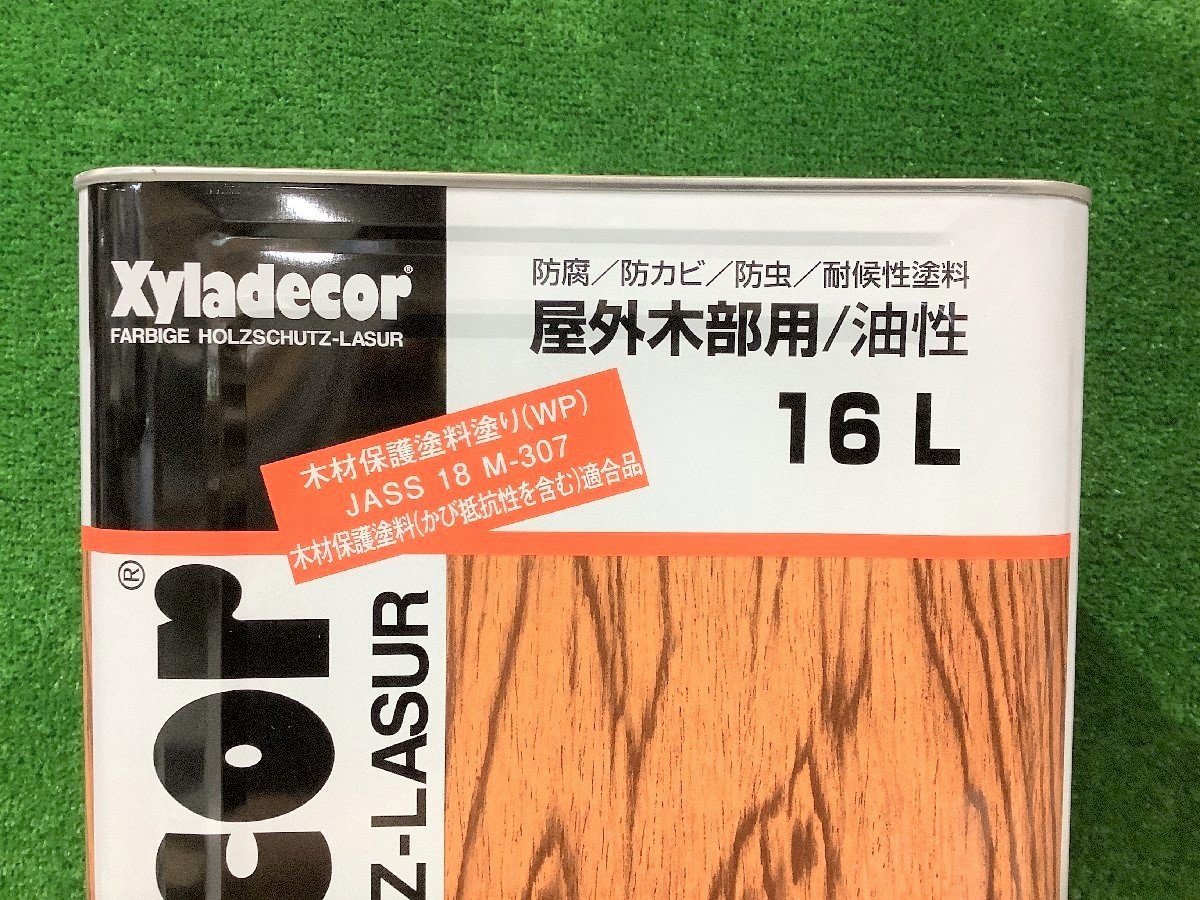 Xyladecor®
FARBIGE HOLZSCHUTZ-LASUR
防腐／防カビ／防虫／耐候性塗料
屋外木部用/油性
16 L
木材保護塗料塗り(WP)
JASS 18 M-307
木材保護塗料(かび抵抗性を含む)適合品
cor®
Z-LASUR